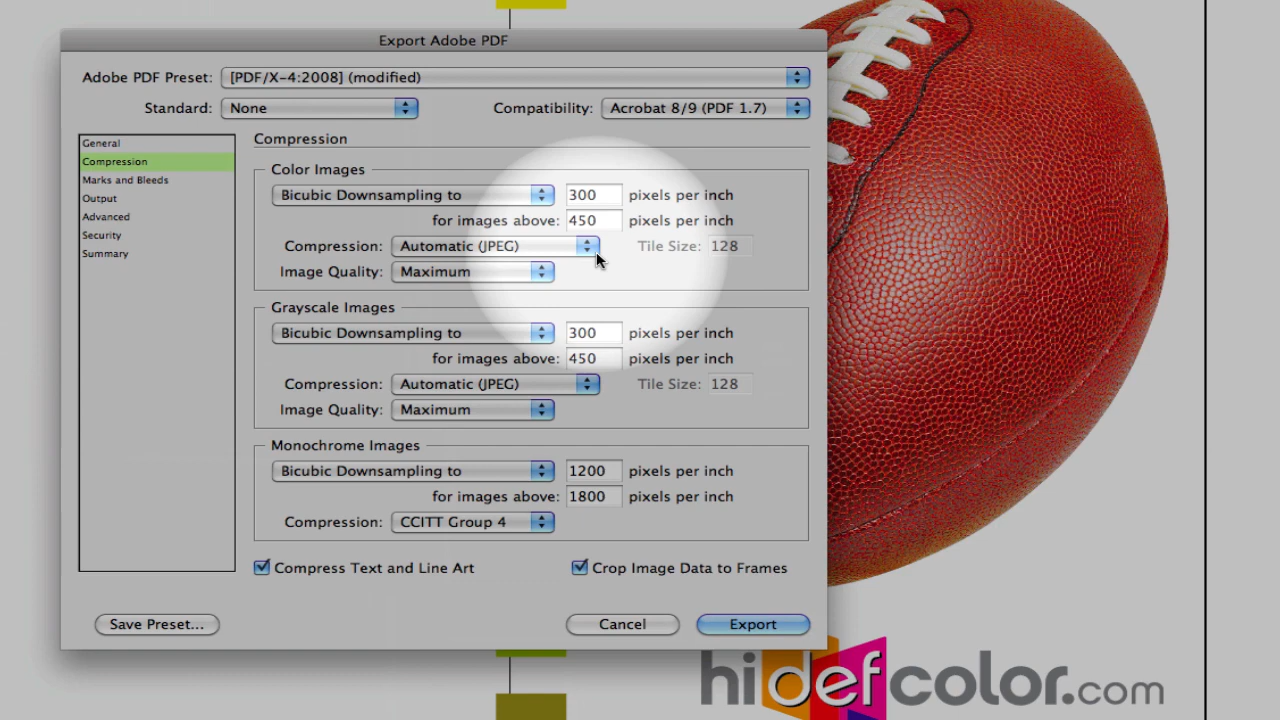 Export Adobe PDF
Adobe PDF Preset: [PDF/X-4:2008] (modified)
Standard: None Compatibility: Acrobat 8/9 (PDF 1.7)
General
Compression
Marks and Bleeds
Output
Advanced
Security
Summary
Compression
Color Images
Bicubic Downsampling to 300 pixels per inch
for images above: 450 pixels per inch
Compression: Automatic (JPEG) Tile Size: 128
Image Quality: Maximum
Grayscale Images
Bicubic Downsampling to 300 pixels per inch
for images above: 450 pixels per inch
Compression: Automatic (JPEG) Tile Size: 128
Image Quality: Maximum
Monochrome Images
Bicubic Downsampling to 1200 pixels per inch
for images above: 1800 pixels per inch
Compression: CCITT Group 4
Compress Text and Line Art Crop Image Data to Frames
Save Preset... Cancel Export
hidefcolor.com